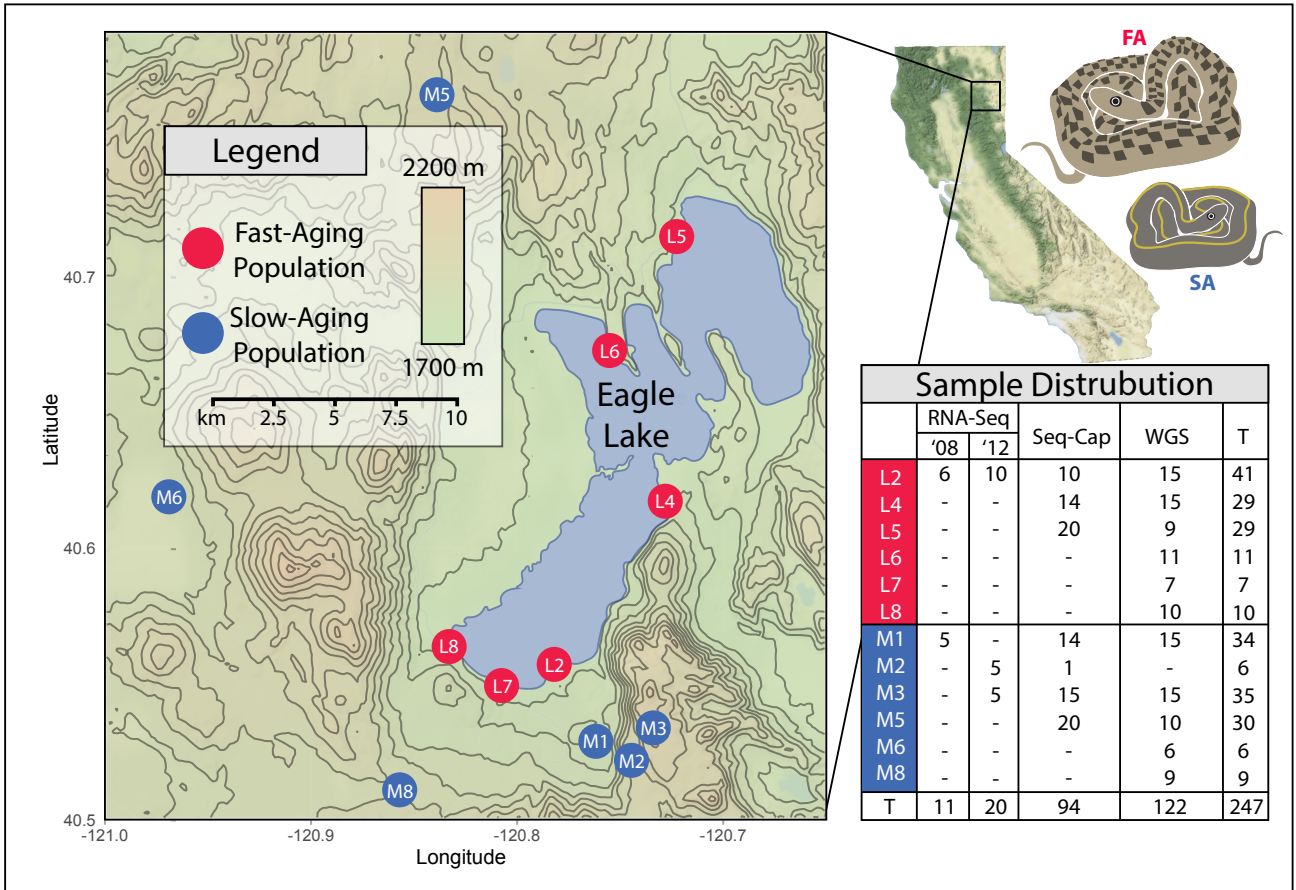 FA
SA
M5
Legend
2200 m
Fast-Aging
Population
Slow-Aging
Population
1700 m
km 2.5 5 7.5 10
L5
L6
Eagle
Lake
L4
M6
L8
L7
L2
M1
M2
M3
M8
Latitude
40.7
40.6
40.5
-121.0 -120.9 -120.8 -120.7
Longitude
Sample Distrubution
RNA-Seq Seq-Cap WGS T
‘08 ‘12
L2 6 10 10 15 41
L4 - - 14 15 29
L5 - - 20 9 29
L6 - - - 11 11
L7 - - - 7 7
L8 - - - 10 10
M1 5 - 14 15 34
M2 - 5 1 - 6
M3 - 5 15 15 35
M5 - - 20 10 30
M6 - - - 6 6
M8 - - - 9 9
T 11 20 94 122 247